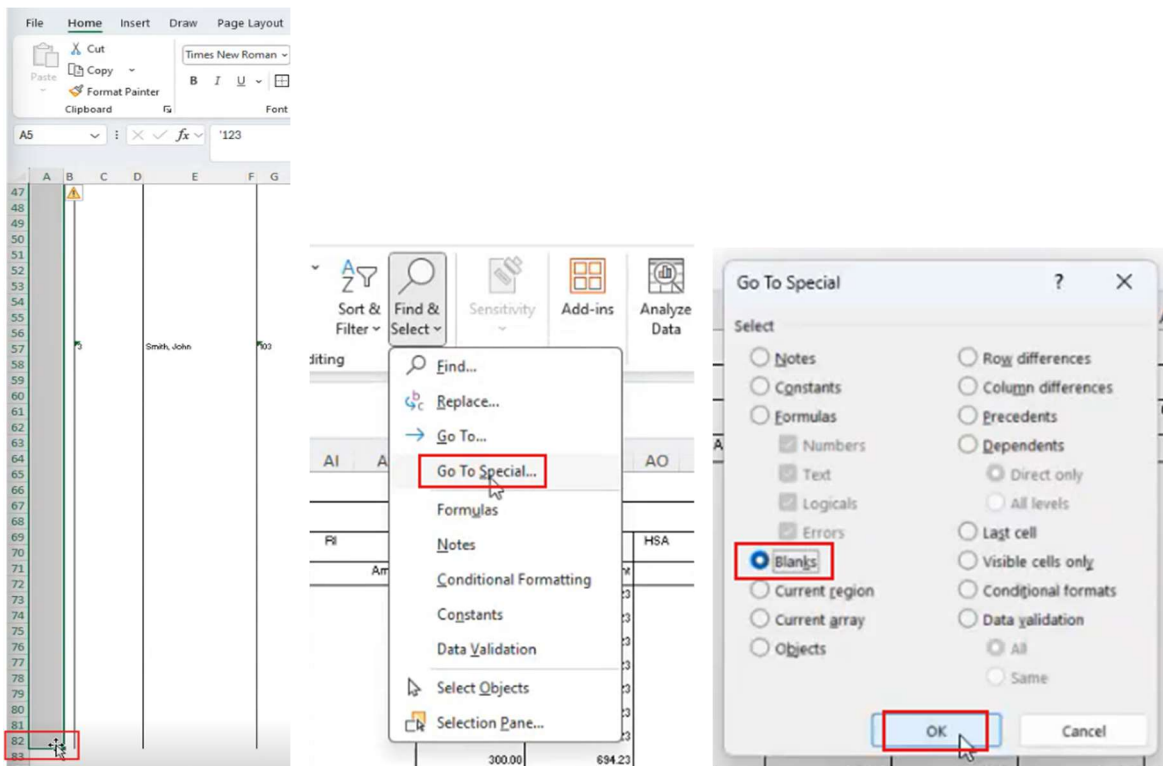 File Home Insert Draw Page Layout
Cut
Copy
Format Painter
Paste
Times New Roman
B I U
Clipboard
Font
A5
fx
'123
A B C D E F G
47
48
49
50
51
52
53
54
55
56
57 Smith, John 103
58
59
60
61
62
63
64
65
66
67
68
69
70
71
72
73
74
75
76
77
78
79
80
81
82
83
Sort & Filter
Find & Select
Sensitivity
Add-ins
Analyze Data
diting
Find...
Replace...
Go To...
Go To Special...
Formulas
Notes
Conditional Formatting
Constants
Data Validation
Select Objects
Selection Pane...
AI A AO
RI HSA
Am
300.00 694.23
Go To Special
?
Select
Notes
Constants
Formulas
Numbers
Text
Logicals
Errors
Blanks
Current region
Current array
Objects
Row differences
Column differences
Precedents
Dependents
Direct only
All levels
Last cell
Visible cells only
Conditional formats
Data validation
All
Same
OK
Cancel